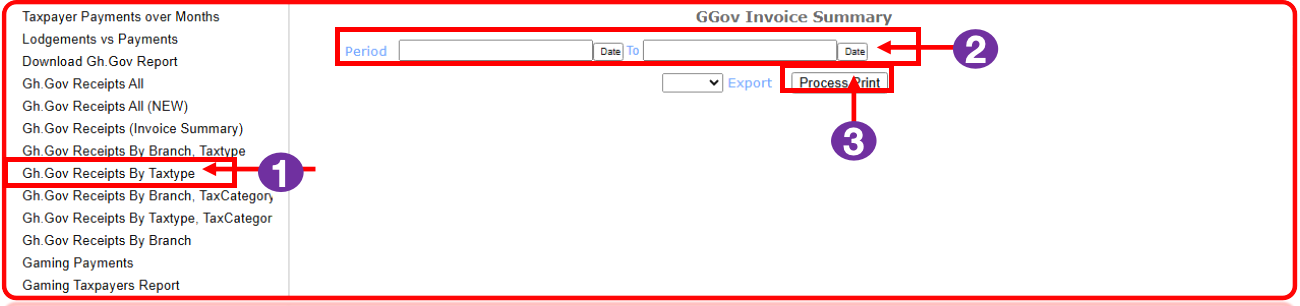 Taxpayer Payments over Months
Lodgements vs Payments
Download Gh.Gov Report
Gh.Gov Receipts All
Gh.Gov Receipts All (NEW)
Gh.Gov Receipts (Invoice Summary)
Gh.Gov Receipts By Branch, Taxtype
Gh.Gov Receipts By Taxtype
Gh.Gov Receipts By Branch, TaxCategory
Gh.Gov Receipts By Taxtype, TaxCategor
Gh.Gov Receipts By Branch
Gaming Payments
Gaming Taxpayers Report
1
GGov Invoice Summary
Period Date To Date
2
Export Process Print
3